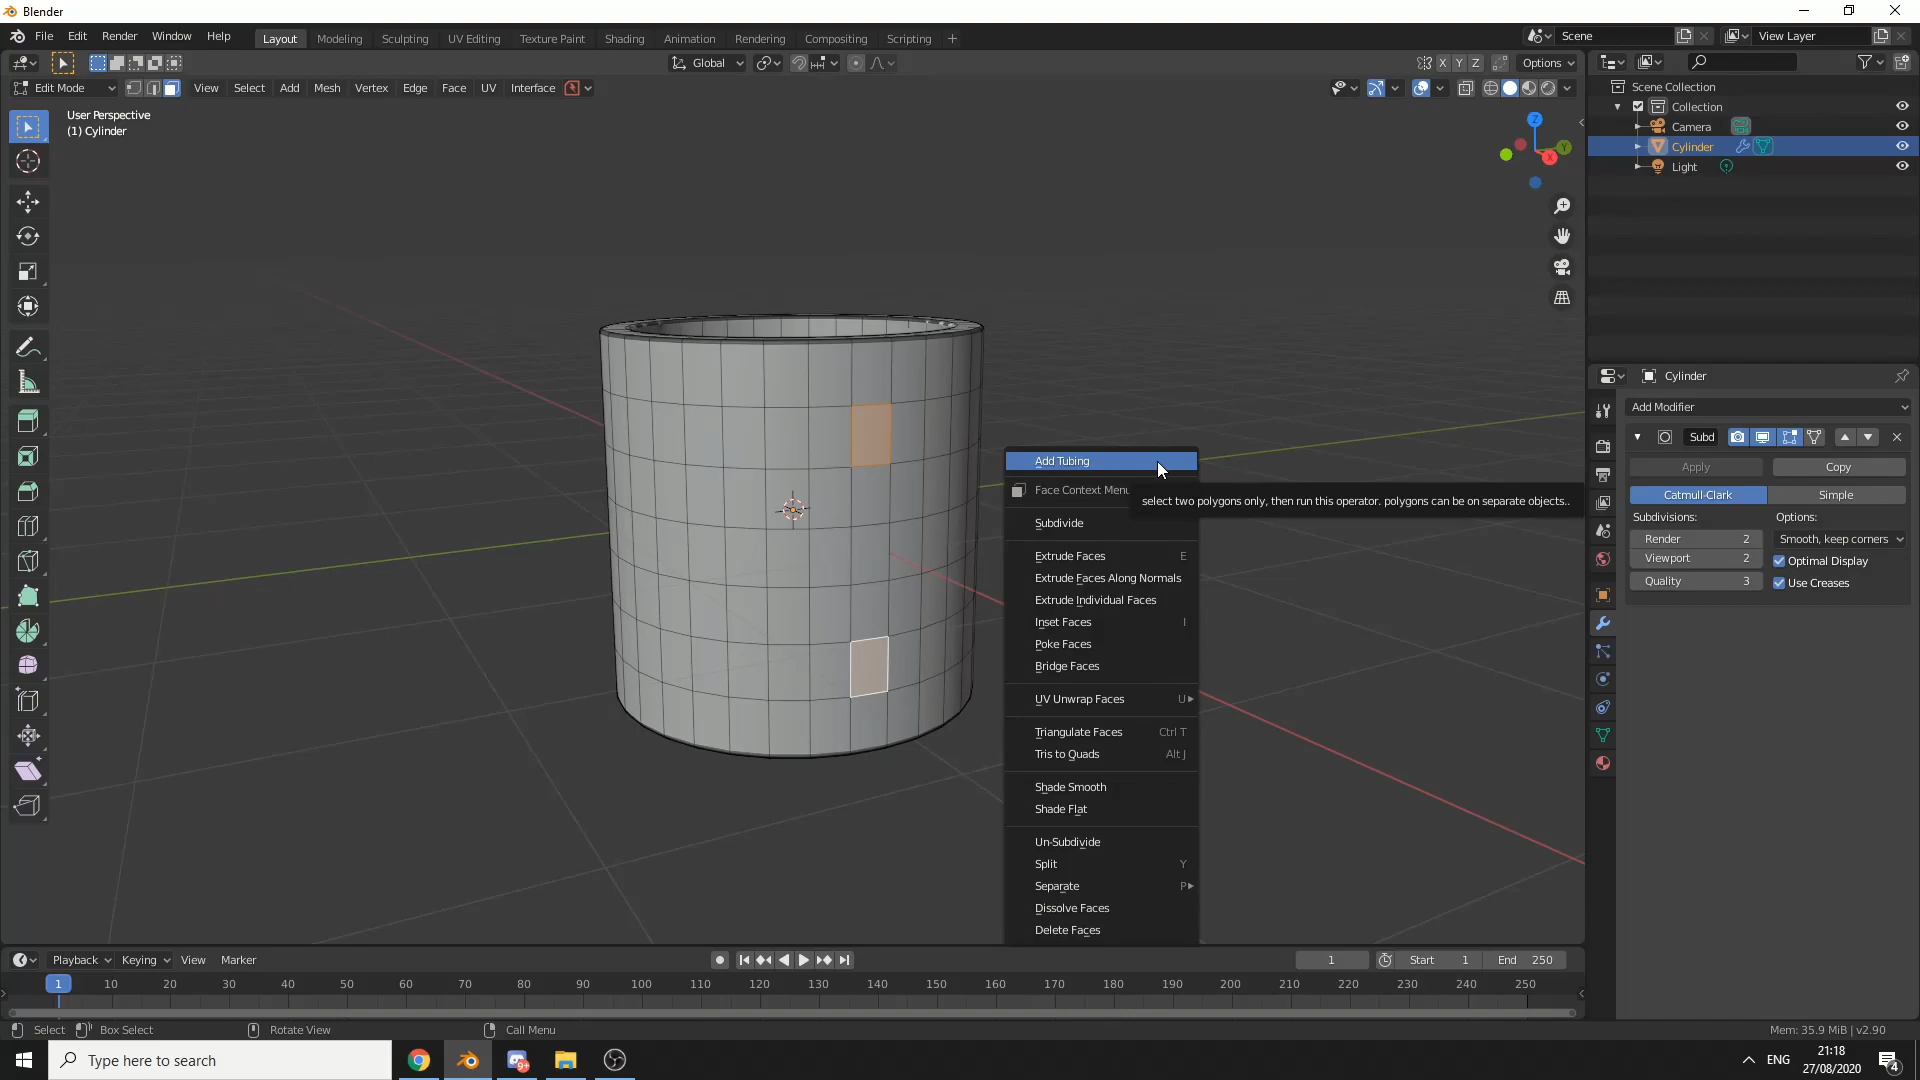 Blender
File Edit Render Window Help Layout Modeling Sculpting UV Editing Texture Paint Shading Animation Rendering Compositing Scripting + Scene View Layer
Global X Y Z Options
Edit Mode View Select Add Mesh Vertex Edge Face UV Interface
User Perspective
(1) Cylinder
Z
Y
X
Scene Collection
Collection
Camera
Cylinder
Light
Cylinder
Add Modifier
Subd
Apply Copy
Catmull-Clark Simple
Subdivisions: Options:
Render 2 Smooth, keep corners
Viewport 2 Optimal Display
Quality 3 Use Creases
Add Tubing
Face Context Menu
select two polygons only, then run this operator. polygons can be on separate objects..
Subdivide
Extrude Faces E
Extrude Faces Along Normals
Extrude Individual Faces
Inset Faces I
Poke Faces
Bridge Faces
UV Unwrap Faces U
Triangulate Faces Ctrl T
Tris to Quads Alt J
Shade Smooth
Shade Flat
Un-Subdivide
Split Y
Separate P
Dissolve Faces
Delete Faces
Playback Keying View Marker 1 Start 1 End 250
1 10 20 30 40 50 60 70 80 90 100 110 120 130 140 150 160 170 180 190 200 210 220 230 240 250
Select Box Select Rotate View Call Menu Mem: 35.9 MiB | v2.90
Type here to search 9+ ENG 21:18
27/08/2020 4